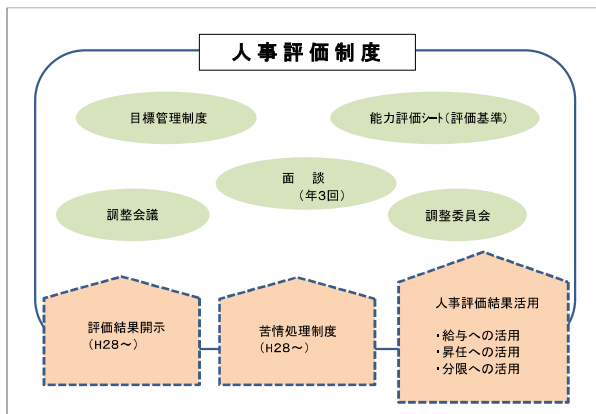 人事評価制度
目標管理制度
能力評価ｼｰﾄ(評価基準)
面　談
(年3回)
調整会議
調整委員会
評価結果開示
(H28～)
苦情処理制度
(H28～)
人事評価結果活用
・給与への活用
・昇任への活用
・分限への活用